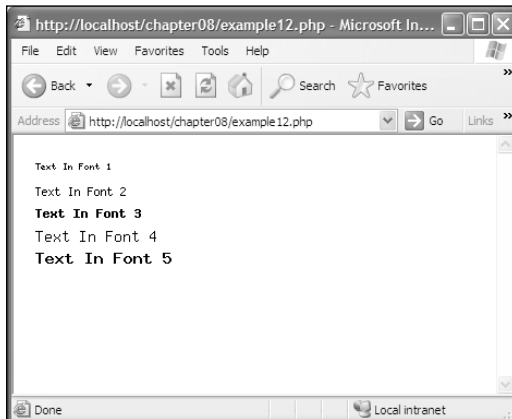 http://localhost/chapter08/example12.php - Microsoft In...
File Edit View Favorites Tools Help
Back Search Favorites »
Address http://localhost/chapter08/example12.php Go Links »
Text In Font 1
Text In Font 2
Text In Font 3
Text In Font 4
Text In Font 5
Done Local intranet